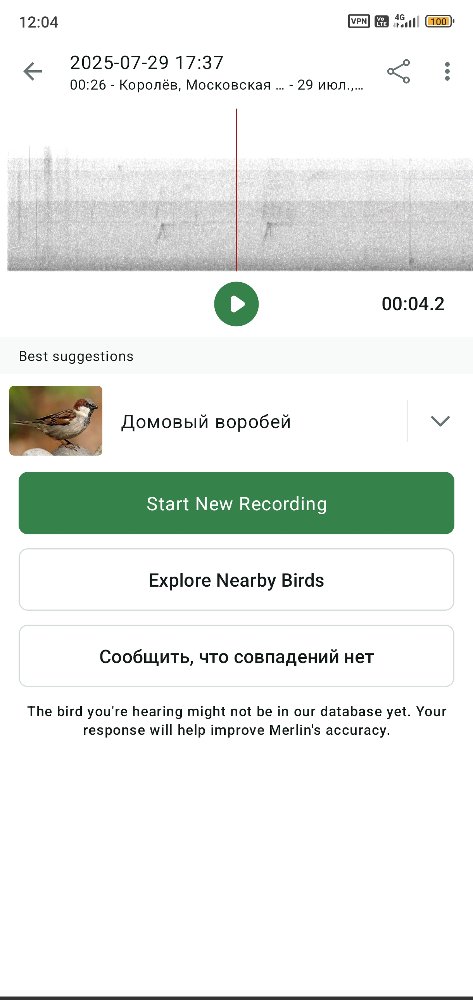 12:04
VPN Vo LTE 4G 100
2025-07-29 17:37
00:26 - Королёв, Московская … - 29 июл.,…
00:04.2
Best suggestions
Домовый воробей
Start New Recording
Explore Nearby Birds
Сообщить, что совпадений нет
The bird you're hearing might not be in our database yet. Your
response will help improve Merlin's accuracy.